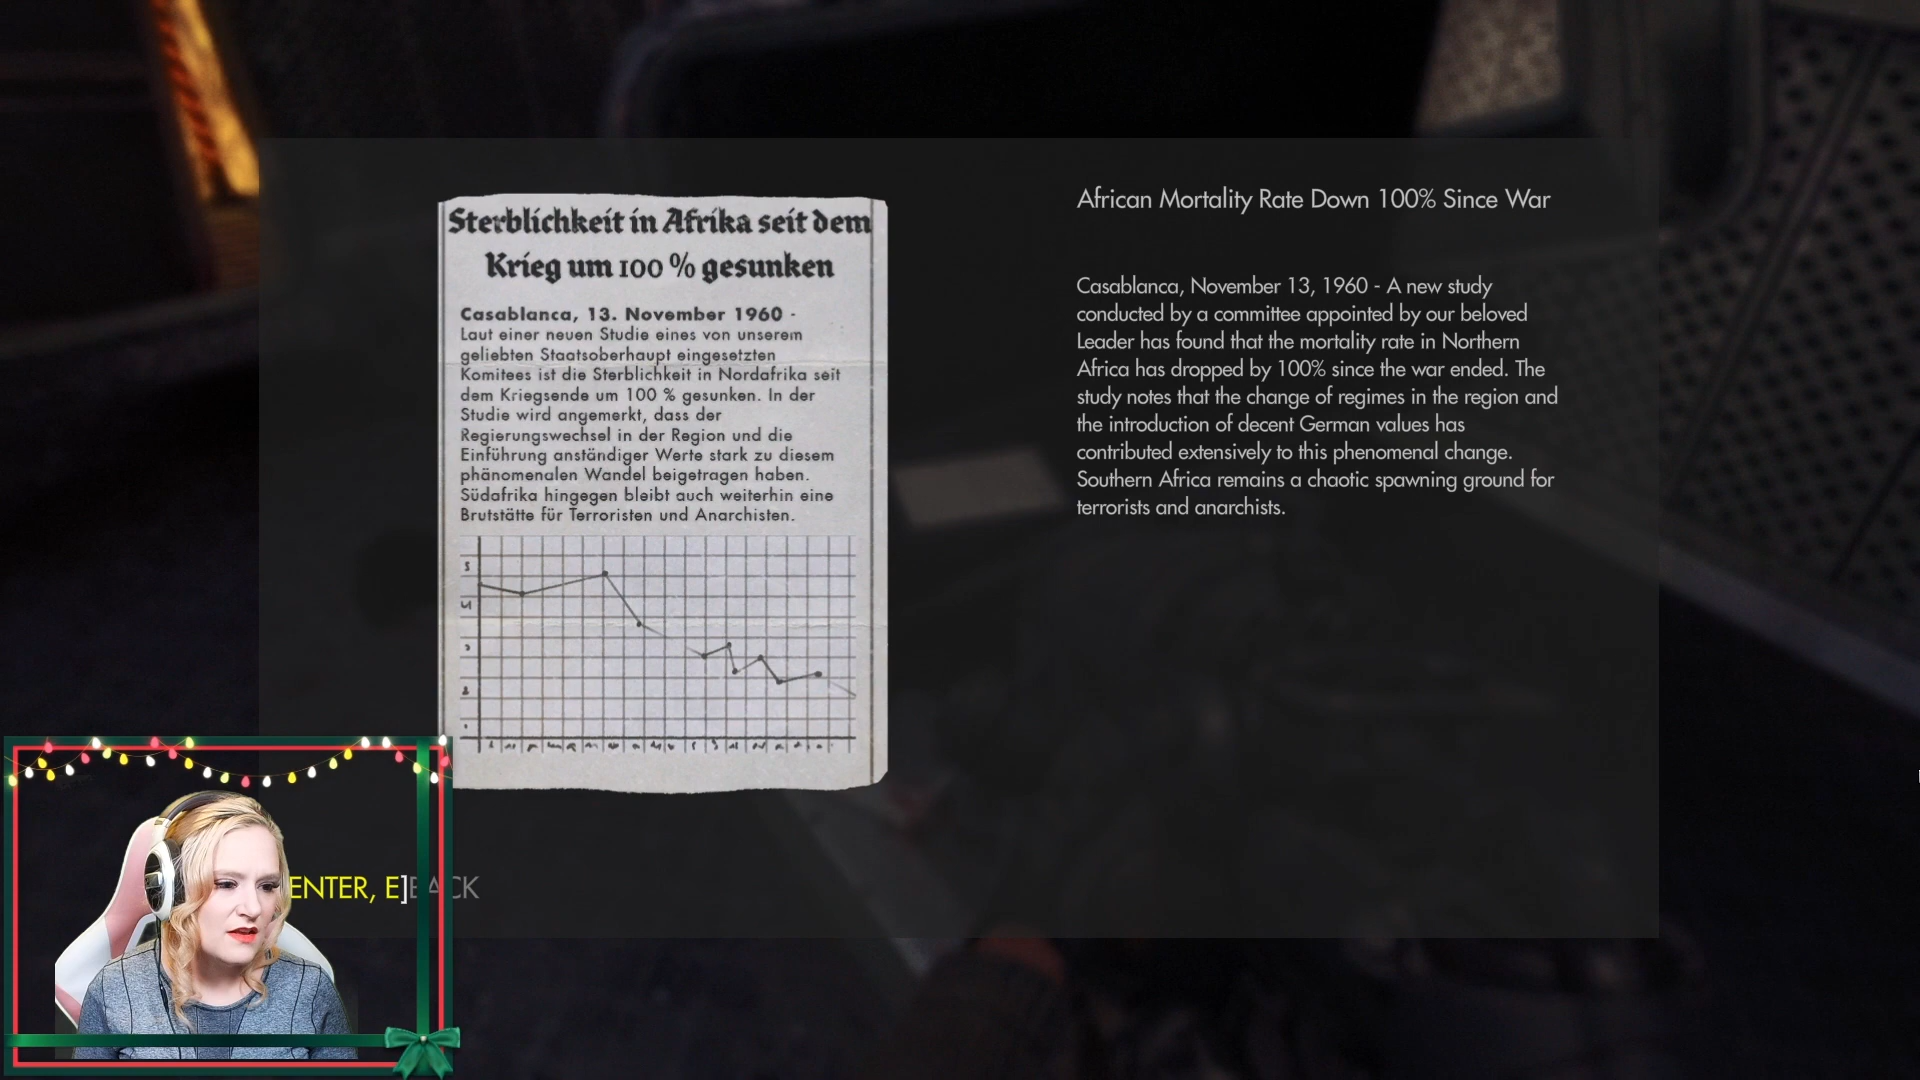 Sterblichkeit in Afrika seit dem
Krieg um 100 % gesunken
Casablanca, 13. November 1960 -
Laut einer neuen Studie eines von unserem
geliebten Staatsoberhaupt eingesetzten
Komitees ist die Sterblichkeit in Nordafrika seit
dem Kriegsende um 100 % gesunken. In der
Studie wird angemerkt, dass der
Regierungswechsel in der Region und die
Einführung anständiger Werte stark zu diesem
phänomenalen Wandel beigetragen haben.
Südafrika hingegen bleibt auch weiterhin eine
Brutstätte für Terroristen und Anarchisten.
African Mortality Rate Down 100% Since War
Casablanca, November 13, 1960 - A new study
conducted by a committee appointed by our beloved
Leader has found that the mortality rate in Northern
Africa has dropped by 100% since the war ended. The
study notes that the change of regimes in the region and
the introduction of decent German values has
contributed extensively to this phenomenal change.
Southern Africa remains a chaotic spawning ground for
terrorists and anarchists.
ENTER, E]BACK